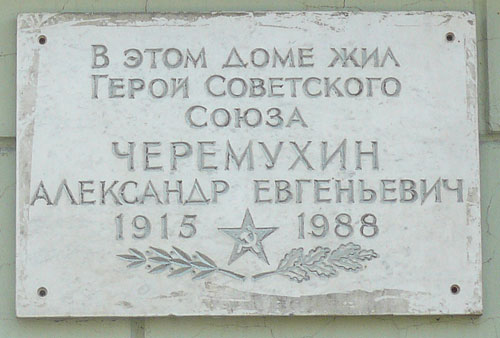 В ЭТОМ ДОМЕ ЖИЛ
ГЕРОЙ СОВЕТСКОГО
СОЮЗА
ЧЕРЕМУХИН
АЛЕКСАНДР ЕВГЕНЬЕВИЧ
1915 1988